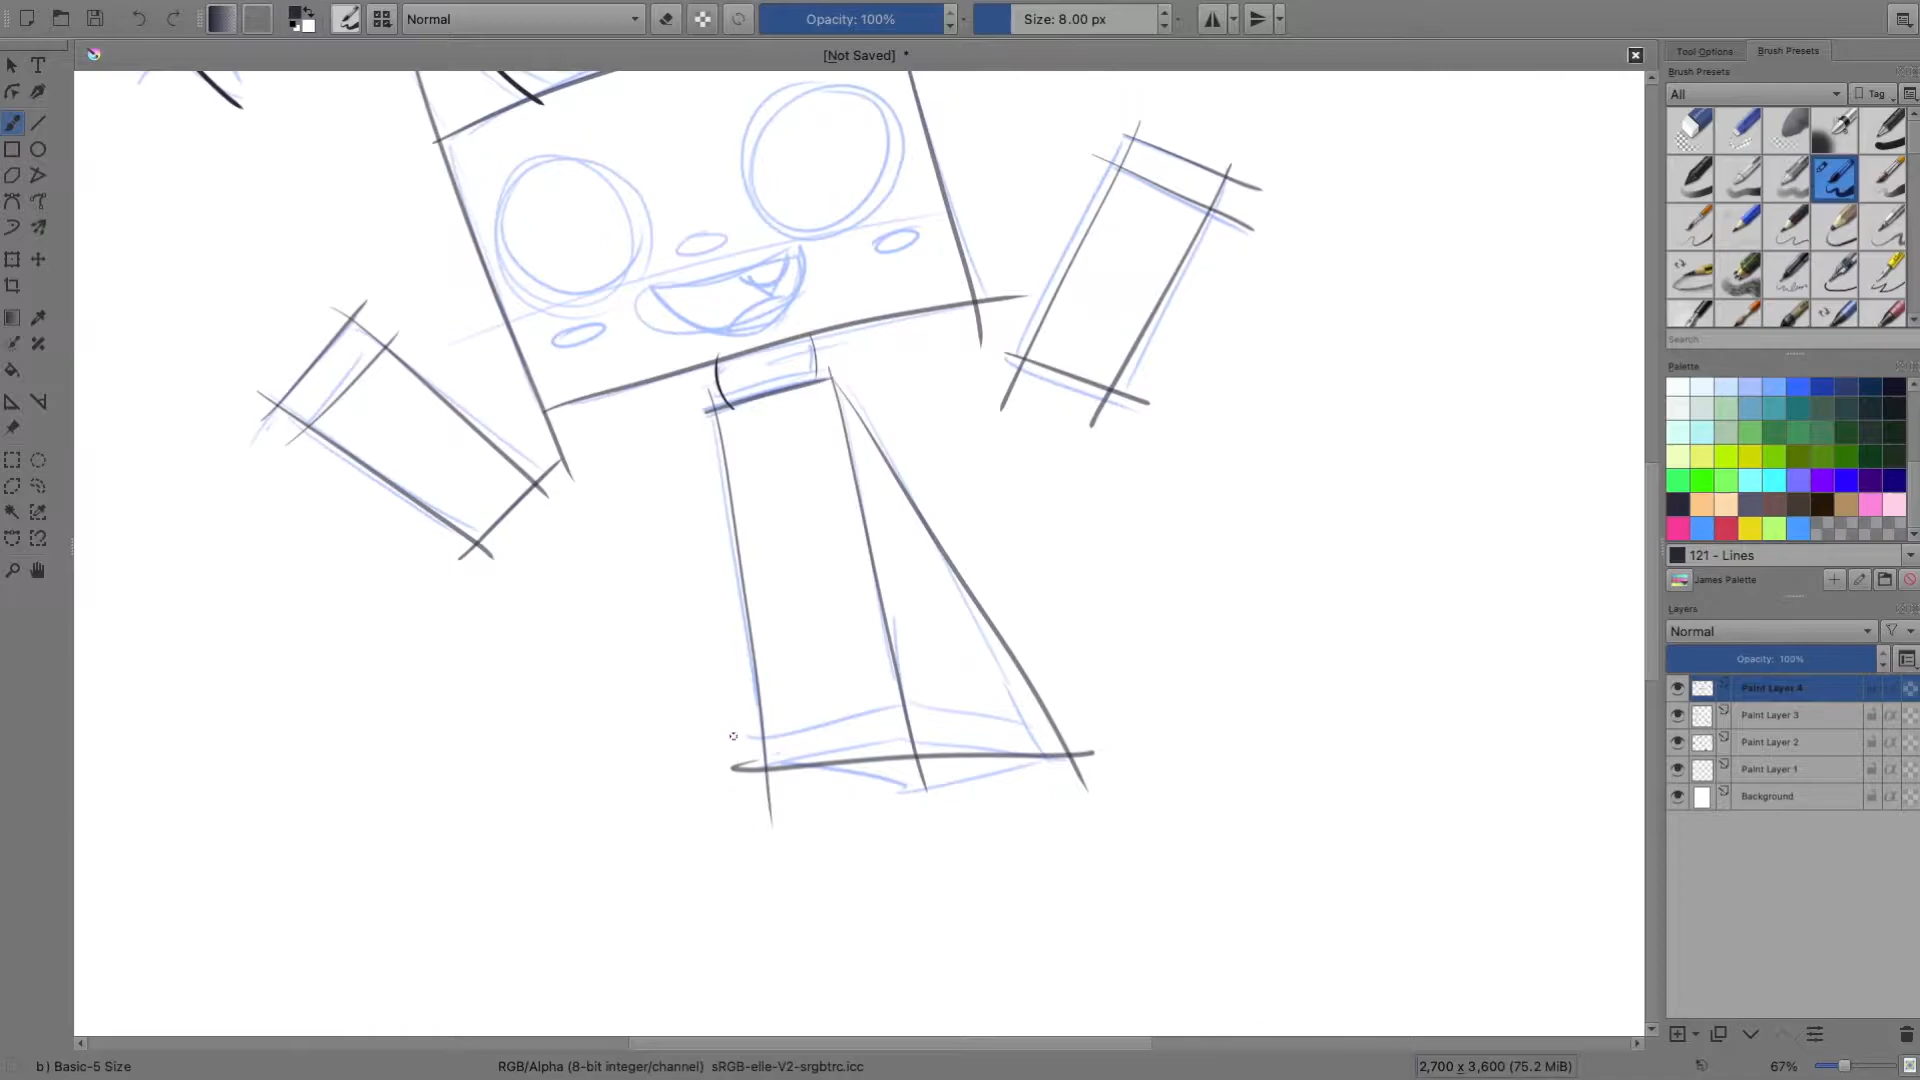 Normal
Opacity: 100%
Size: 8.00 px
[Not Saved] *
Tool Options
Brush Presets
Brush Presets
All
Tag
Search
Palette
121 - Lines
James Palette
Layers
Normal
Opacity: 100%
Paint Layer 4
Paint Layer 3
Paint Layer 2
Paint Layer 1
Background
b) Basic-5 Size
RGB/Alpha (8-bit integer/channel) sRGB-elle-V2-srgbtrc.icc
2,700 x 3,600 (75.2 MiB)
67%